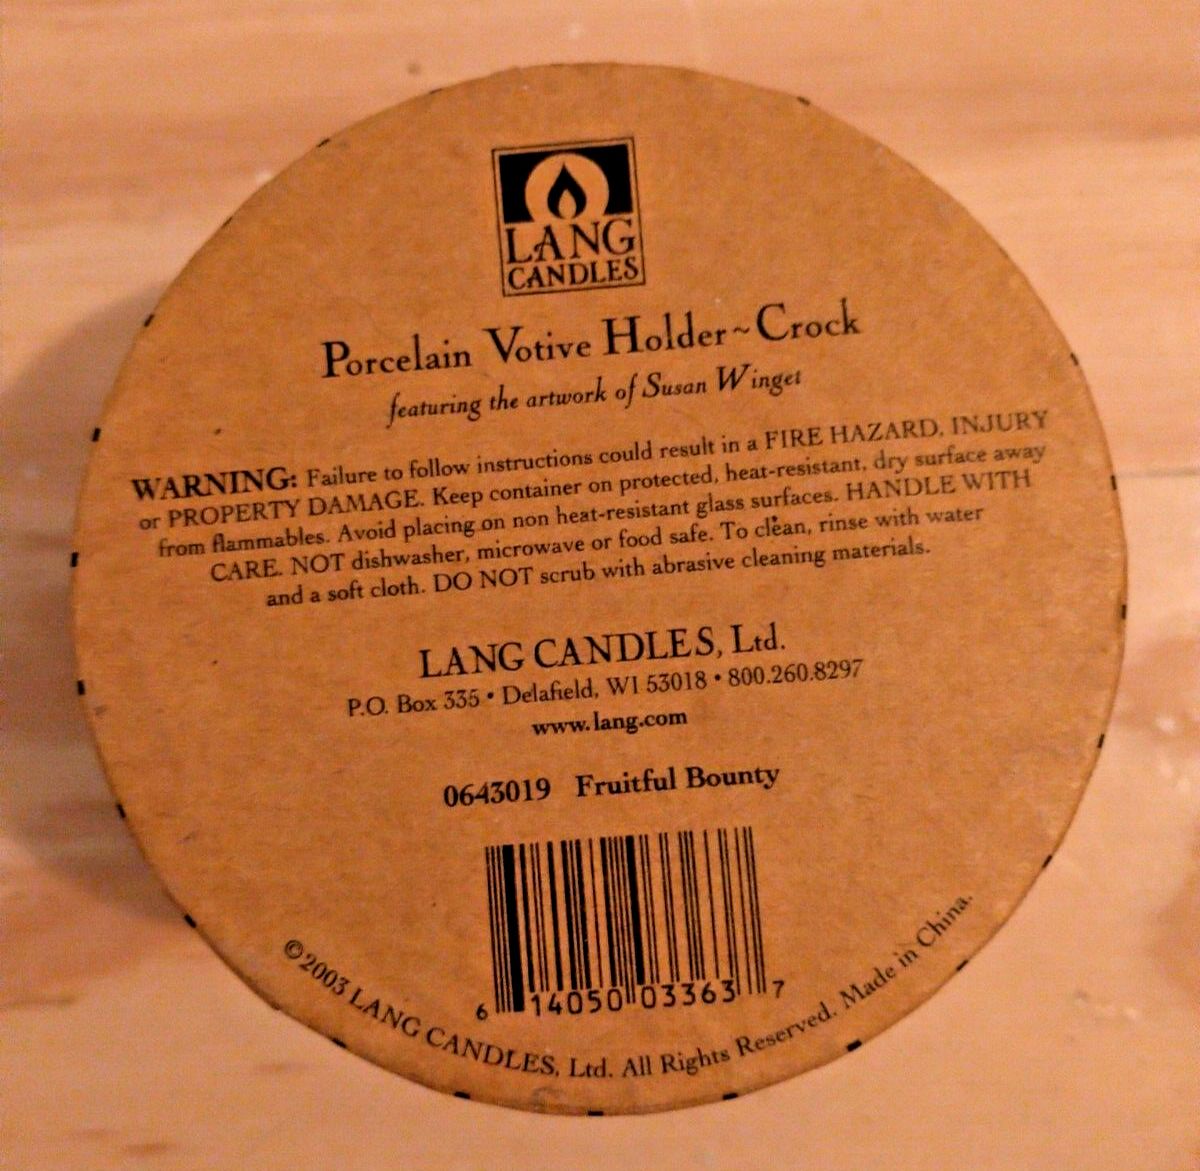 LANG
CANDLES
Porcelain Votive Holder~Crock
featuring the artwork of Susan Winget
WARNING: Failure to follow instructions could result in a FIRE HAZARD, INJURY
or PROPERTY DAMAGE. Keep container on protected, heat-resistant, dry surface away
from flammables. Avoid placing on non heat-resistant glass surfaces. HANDLE WITH
CARE. NOT dishwasher, microwave or food safe. To clean, rinse with water
and a soft cloth. DO NOT scrub with abrasive cleaning materials.
LANG CANDLES, Ltd.
P.O. Box 335 • Delafield, WI 53018 • 800.260.8297
www.lang.com
0643019 Fruitful Bounty
6 14050 03363 7
©2003 LANG CANDLES, Ltd. All Rights Reserved. Made in China.